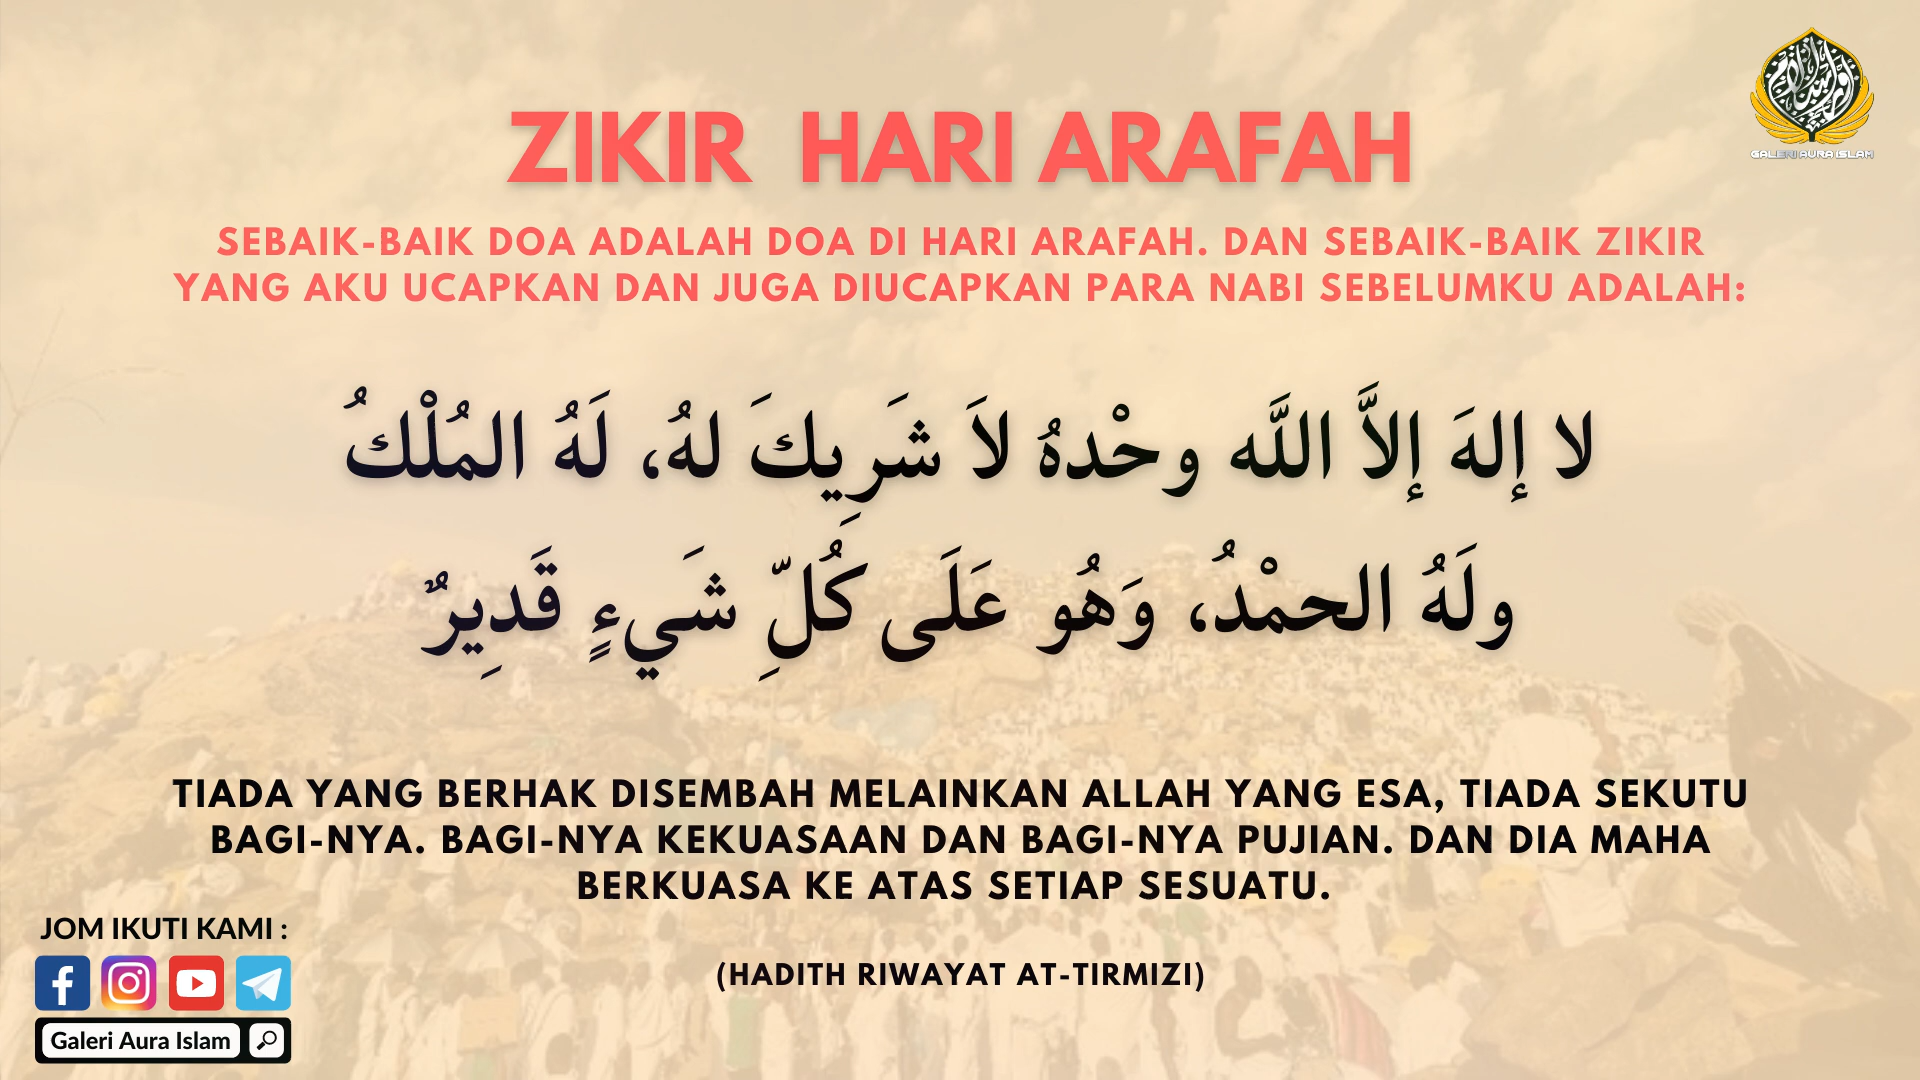 ZIKIR HARI ARAFAH
SEBAIK-BAIK DOA ADALAH DOA DI HARI ARAFAH. DAN SEBAIK-BAIK ZIKIR
YANG AKU UCAPKAN DAN JUGA DIUCAPKAN PARA NABI SEBELUMKU ADALAH:
لا إلهَ إلاَّ اللَّه وحْدهُ لاَ شَرِيكَ لهُ، لَهُ المُلْكُ
ولَهُ الحمْدُ، وَهُو عَلَى كُلِّ شَيءٍ قَدِيرٌ
TIADA YANG BERHAK DISEMBAH MELAINKAN ALLAH YANG ESA, TIADA SEKUTU
BAGI-NYA. BAGI-NYA KEKUASAAN DAN BAGI-NYA PUJIAN. DAN DIA MAHA
BERKUASA KE ATAS SETIAP SESUATU.
(HADITH RIWAYAT AT-TIRMIZI)
JOM IKUTI KAMI :
Galeri Aura Islam
GALERI AURA ISLAM